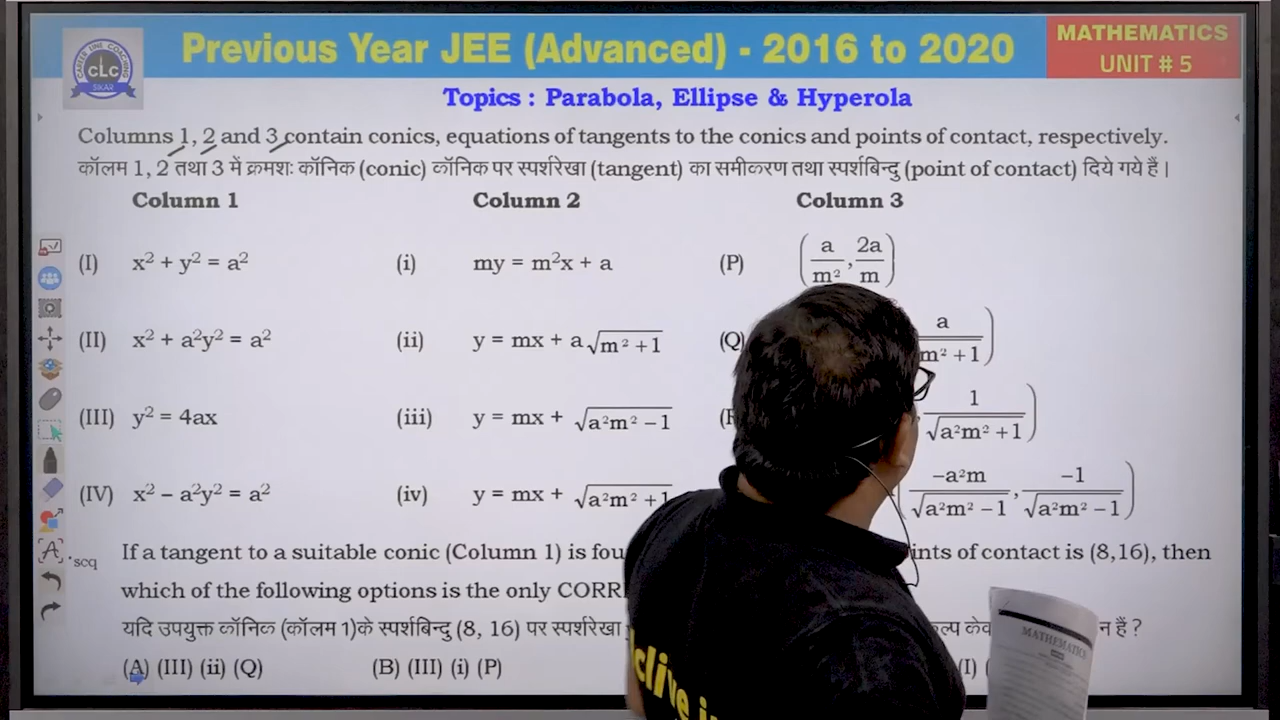 Previous Year JEE (Advanced) - 2016 to 2020
MATHEMATICS
UNIT # 5
CAREER LINE COACHING
CLC
SIKAR
Topics : Parabola, Ellipse & Hyperola
Columns 1, 2 and 3 contain conics, equations of tangents to the conics and points of contact, respectively.
कॉलम 1, 2 तथा 3 में क्रमशः कॉनिक (conic) कॉनिक पर स्पर्शरेखा (tangent) का समीकरण तथा स्पर्शबिन्दु (point of contact) दिये गये हैं।
Column 1 Column 2 Column 3
(I) x² + y² = a² (i) my = m²x + a (P) (a/m², 2a/m)
(II) x² + a²y² = a² (ii) y = mx + a√(m² + 1) (Q) a/(m² + 1))
(III) y² = 4ax (iii) y = mx + √(a²m² − 1) 1/√(a²m² + 1))
(IV) x² − a²y² = a² (iv) y = mx + √(a²m² + 1 (−a²m/√(a²m² − 1), −1/√(a²m² − 1))
scq If a tangent to a suitable conic (Column 1) is of contact is (8,16), then
which of the following options is the only
यदि उपयुक्त कॉनिक (कॉलम 1)के स्पर्शबिन्दु (8, 16) पर स्पर्शरेखा हैं ?
(A) (III) (ii) (Q) (B) (III) (i) (P) (I)
MATHEMATICS